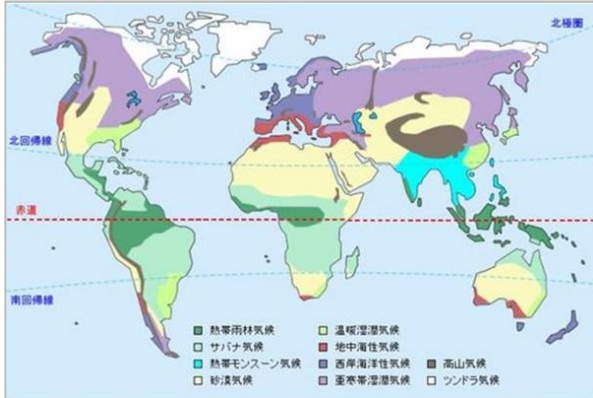 北極圏
北回帰線
赤道
南回帰線
熱帯雨林気候
温暖湿潤気候
サバナ気候
地中海性気候
熱帯モンスーン気候
西岸海洋性気候
高山気候
砂漠気候
亜寒帯湿潤気候
ツンドラ気候